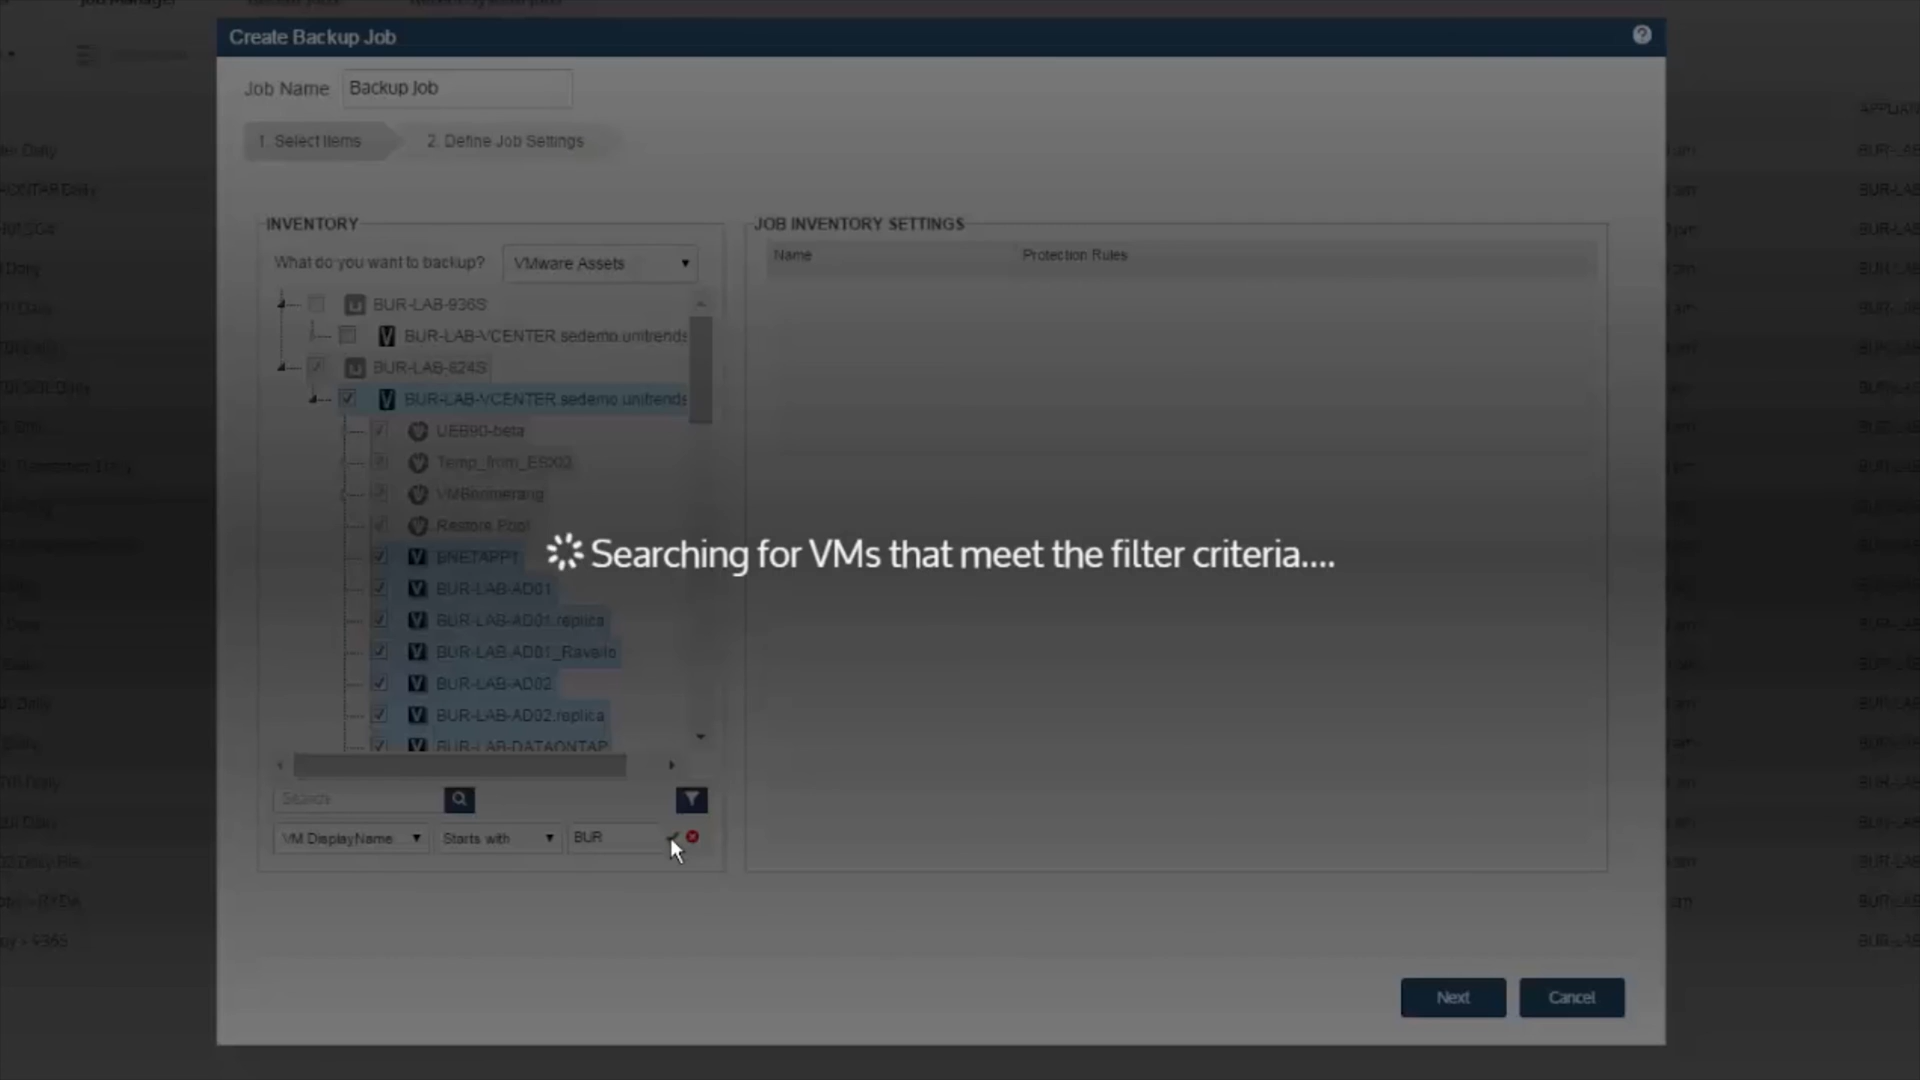 Job Manager
Create Backup Job
?
Job Name
Backup Job
1. Select Items
2. Define Job Settings
INVENTORY
What do you want to backup?
VMware Assets
BUR-LAB-936S
BUR-LAB-VCENTER.sedemo.unitrends
BUR-LAB-824S
BUR-LAB-VCENTER.sedemo.unitrends
UEB90-beta
Temp_from_ESX02
VMBoomerang
Restore Pool
BNETAPP1
BUR-LAB-AD01
BUR-LAB-AD01.replica
BUR-LAB-AD01_Ravello
BUR-LAB-AD02
BUR-LAB-AD02.replica
BUR-LAB-DATAONTAP
Search
VM DisplayName
Starts with
BUR
JOB INVENTORY SETTINGS
Name
Protection Rules
Searching for VMs that meet the filter criteria....
Next
Cancel